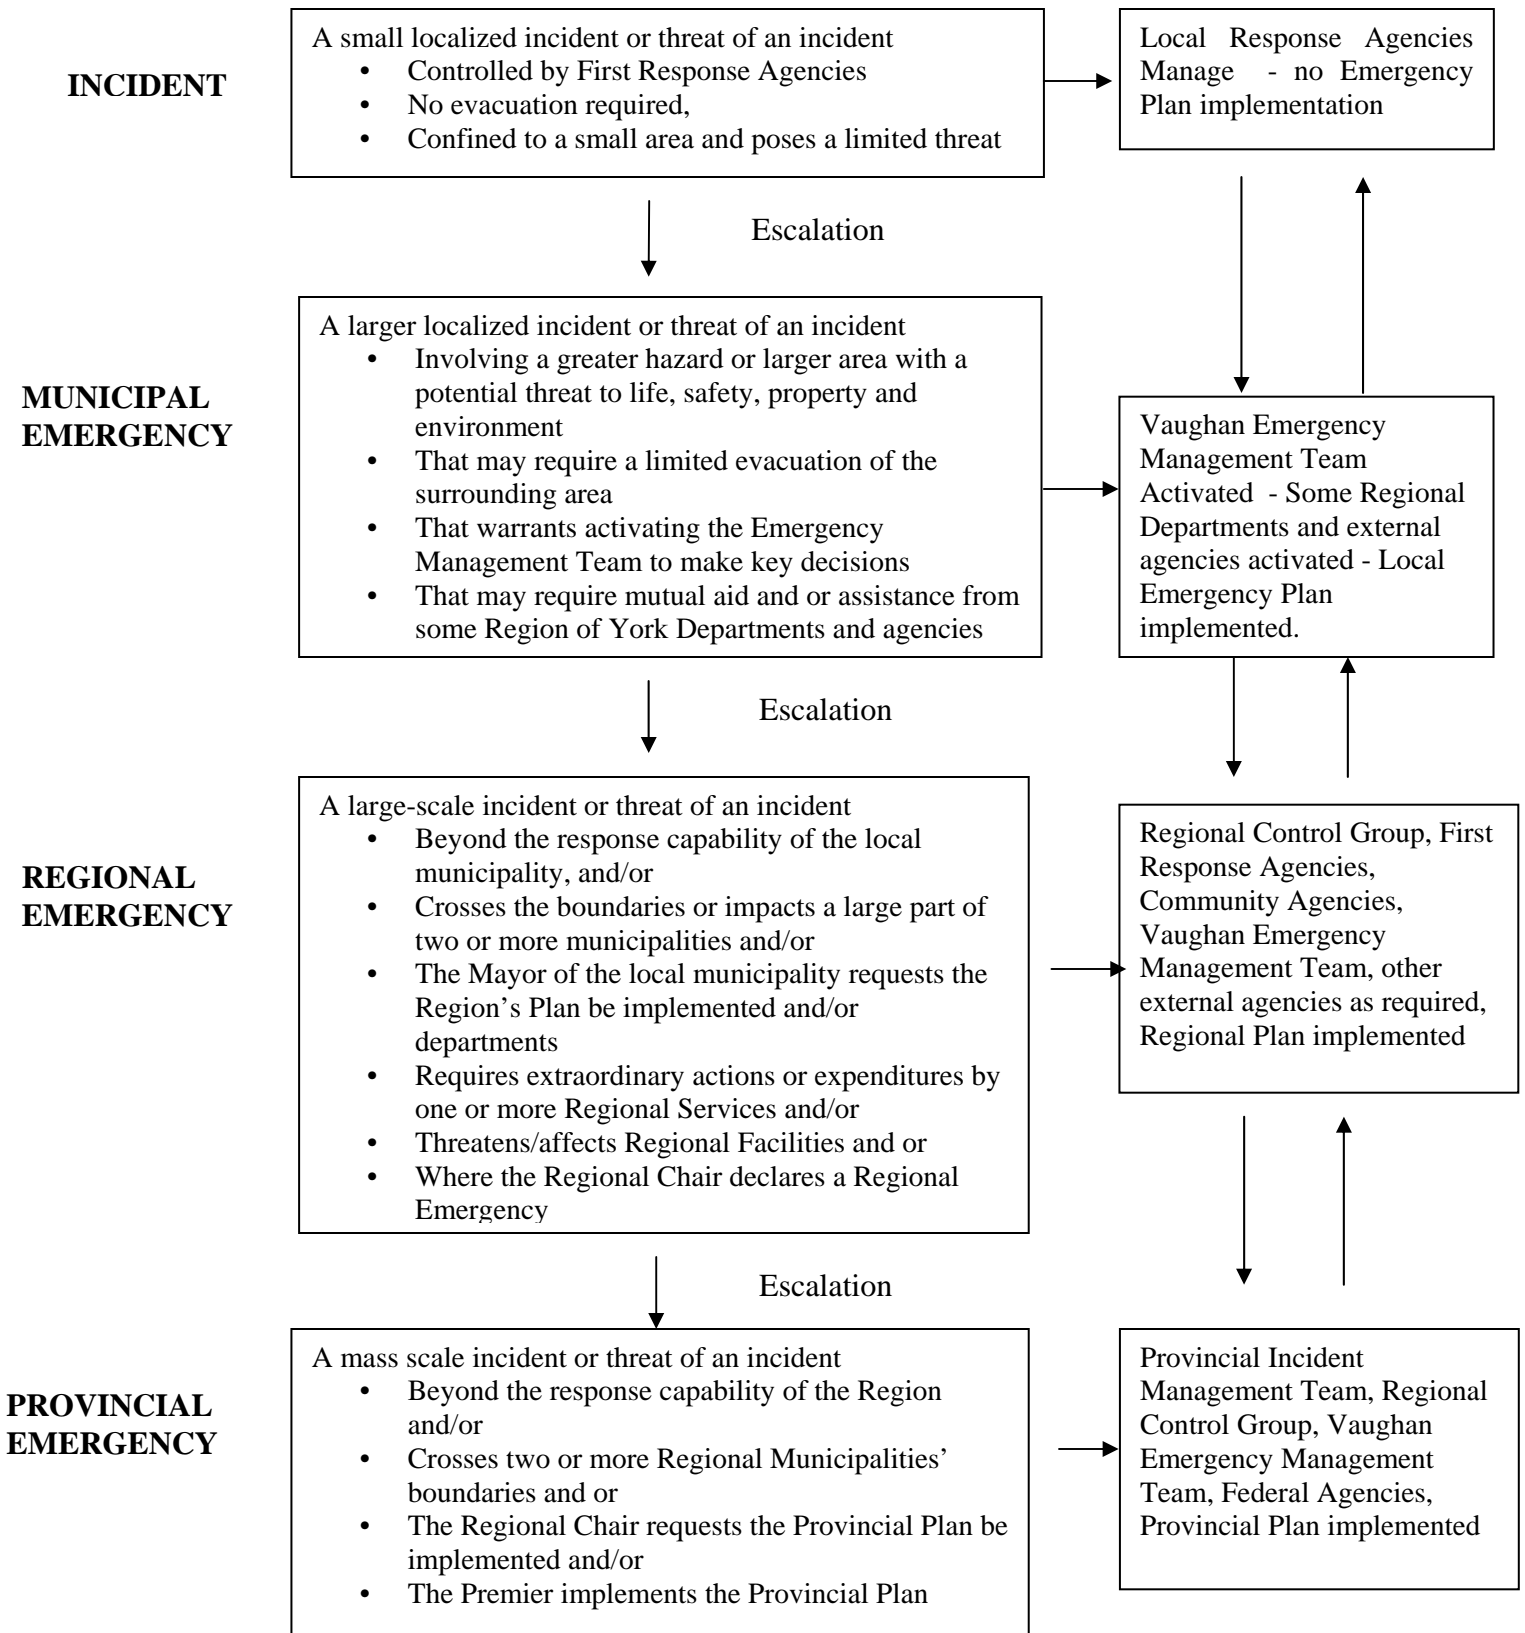 INCIDENT
A small localized incident or threat of an incident
• Controlled by First Response Agencies
• No evacuation required,
• Confined to a small area and poses a limited threat
Local Response Agencies
Manage - no Emergency
Plan implementation
Escalation
MUNICIPAL
EMERGENCY
A larger localized incident or threat of an incident
• Involving a greater hazard or larger area with a
potential threat to life, safety, property and
environment
• That may require a limited evacuation of the
surrounding area
• That warrants activating the Emergency
Management Team to make key decisions
• That may require mutual aid and or assistance from
some Region of York Departments and agencies
Vaughan Emergency
Management Team
Activated - Some Regional
Departments and external
agencies activated - Local
Emergency Plan
implemented.
Escalation
REGIONAL
EMERGENCY
A large-scale incident or threat of an incident
• Beyond the response capability of the local
municipality, and/or
• Crosses the boundaries or impacts a large part of
two or more municipalities and/or
• The Mayor of the local municipality requests the
Region’s Plan be implemented and/or
departments
• Requires extraordinary actions or expenditures by
one or more Regional Services and/or
• Threatens/affects Regional Facilities and or
• Where the Regional Chair declares a Regional
Emergency
Regional Control Group, First
Response Agencies,
Community Agencies,
Vaughan Emergency
Management Team, other
external agencies as required,
Regional Plan implemented
Escalation
PROVINCIAL
EMERGENCY
A mass scale incident or threat of an incident
• Beyond the response capability of the Region
and/or
• Crosses two or more Regional Municipalities’
boundaries and or
• The Regional Chair requests the Provincial Plan be
implemented and/or
• The Premier implements the Provincial Plan
Provincial Incident
Management Team, Regional
Control Group, Vaughan
Emergency Management
Team, Federal Agencies,
Provincial Plan implemented